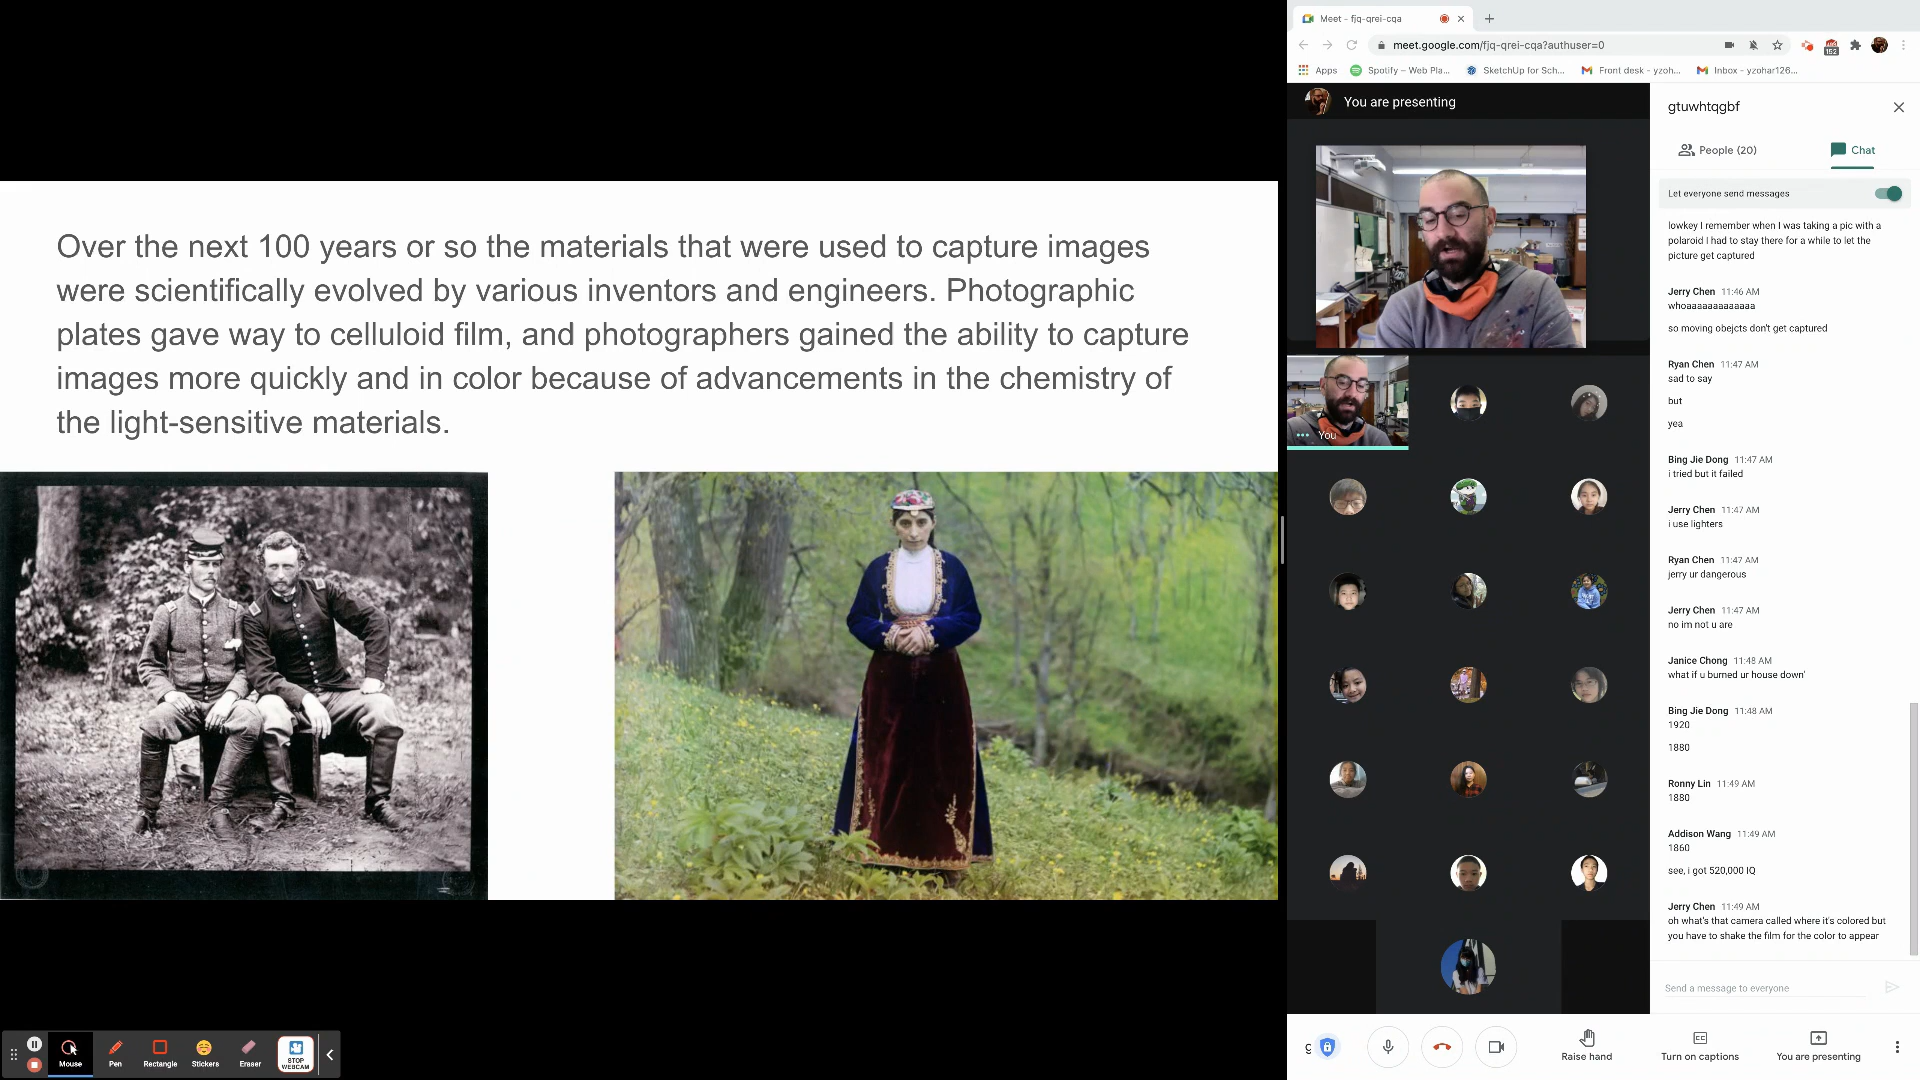 Over the next 100 years or so the materials that were used to capture images
were scientifically evolved by various inventors and engineers. Photographic
plates gave way to celluloid film, and photographers gained the ability to capture
images more quickly and in color because of advancements in the chemistry of
the light-sensitive materials.
Mouse
Pen
Rectangle
Stickers
Eraser
STOP
WEBCAM
Meet - fjq-qrei-cqa
meet.google.com/fjq-qrei-cqa?authuser=0
152
Apps
Spotify – Web Pla...
SketchUp for Sch...
Front desk - yzoh...
Inbox - yzohar126...
You are presenting
You
gtuwhtqgbf
People (20)
Chat
Let everyone send messages
lowkey I remember when I was taking a pic with a
polaroid I had to stay there for a while to let the
picture get captured
Jerry Chen 11:46 AM
whoaaaaaaaaaaaaa
so moving obejcts don't get captured
Ryan Chen 11:47 AM
sad to say
but
yea
Bing Jie Dong 11:47 AM
i tried but it failed
Jerry Chen 11:47 AM
i use lighters
Ryan Chen 11:47 AM
jerry ur dangerous
Jerry Chen 11:47 AM
no im not u are
Janice Chong 11:48 AM
what if u burned ur house down'
Bing Jie Dong 11:48 AM
1920
1880
Ronny Lin 11:49 AM
1880
Addison Wang 11:49 AM
1860
see, i got 520,000 IQ
Jerry Chen 11:49 AM
oh what's that camera called where it's colored but
you have to shake the film for the color to appear
Send a message to everyone
g
Raise hand
Turn on captions
You are presenting